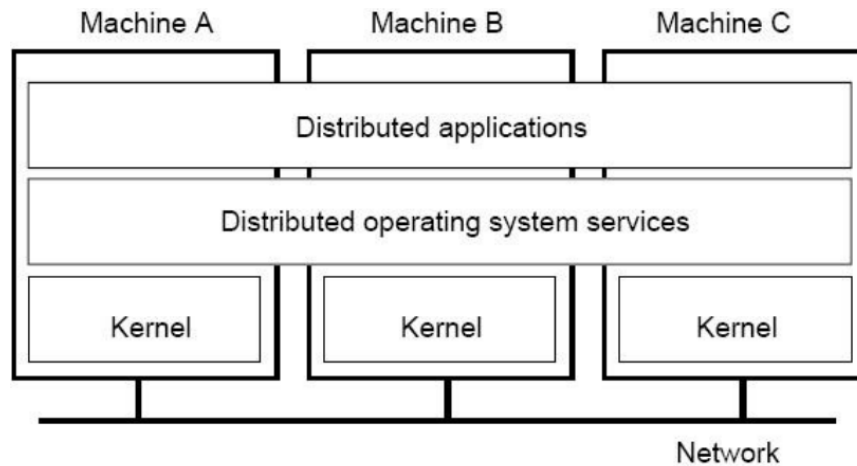 Machine A
Machine B
Machine C
Distributed applications
Distributed operating system services
Kernel
Kernel
Kernel
Network